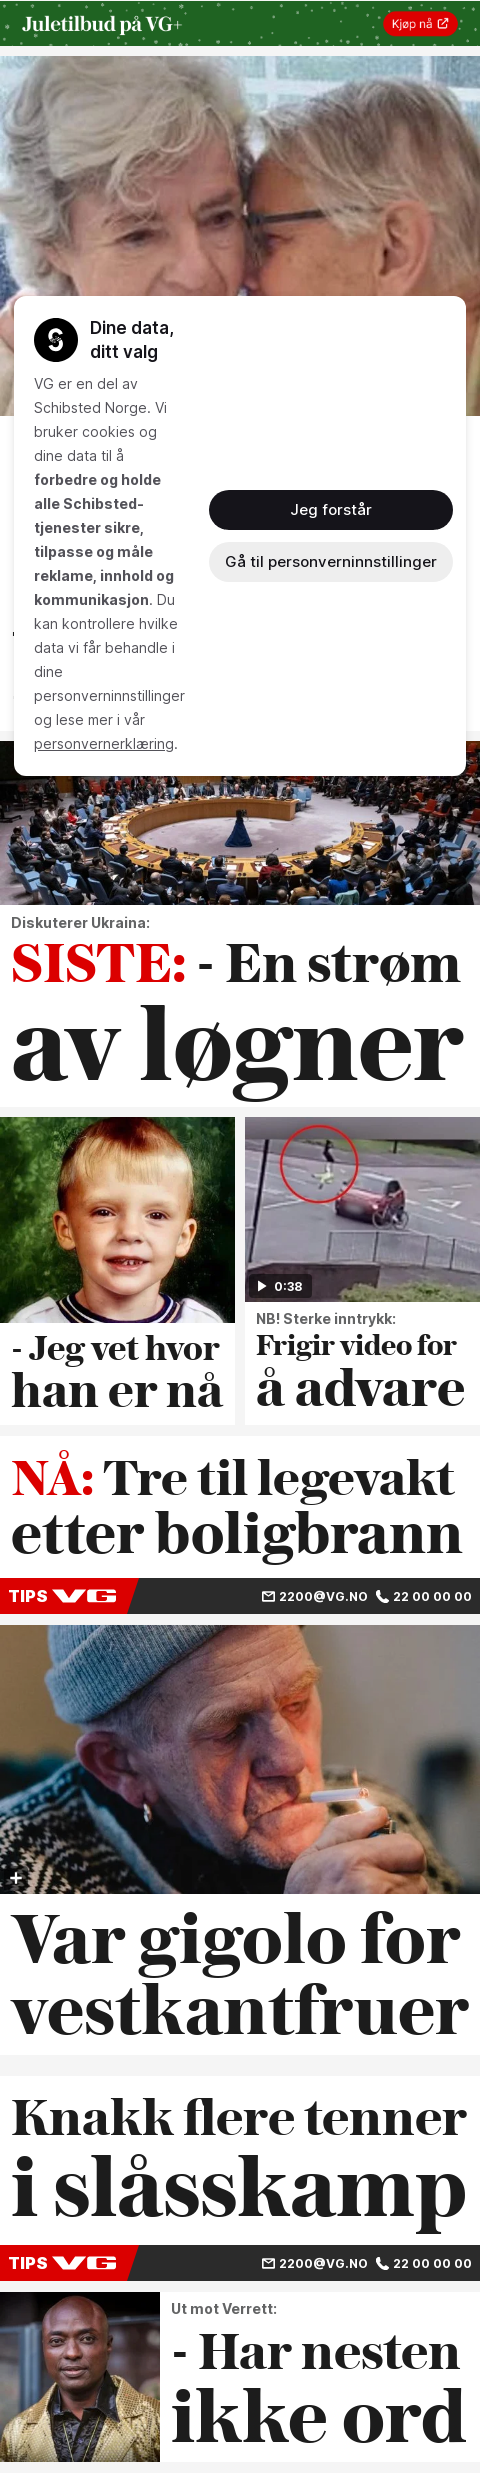 Juletilbud på VG+
Kjøp nå
Dine data,
ditt valg
VG er en del av
Schibsted Norge. Vi
bruker cookies og
dine data til å
forbedre og holde
alle Schibsted-
tjenester sikre,
tilpasse og måle
reklame, innhold og
kommunikasjon. Du
kan kontrollere hvilke
data vi får behandle i
dine
personverninnstillinger
og lese mer i vår
personvernerklæring.
Jeg forstår
Gå til personverninnstillinger
Diskuterer Ukraina:
SISTE: - En strøm
av løgner
- Jeg vet hvor
han er nå
0:38
NB! Sterke inntrykk:
Frigir video for
å advare
NÅ: Tre til legevakt
etter boligbrann
TIPS VG 2200@VG.NO 22 00 00 00
Var gigolo for
vestkantfruer
Knakk flere tenner
i slåsskamp
TIPS VG 2200@VG.NO 22 00 00 00
Ut mot Verrett:
- Har nesten
ikke ord